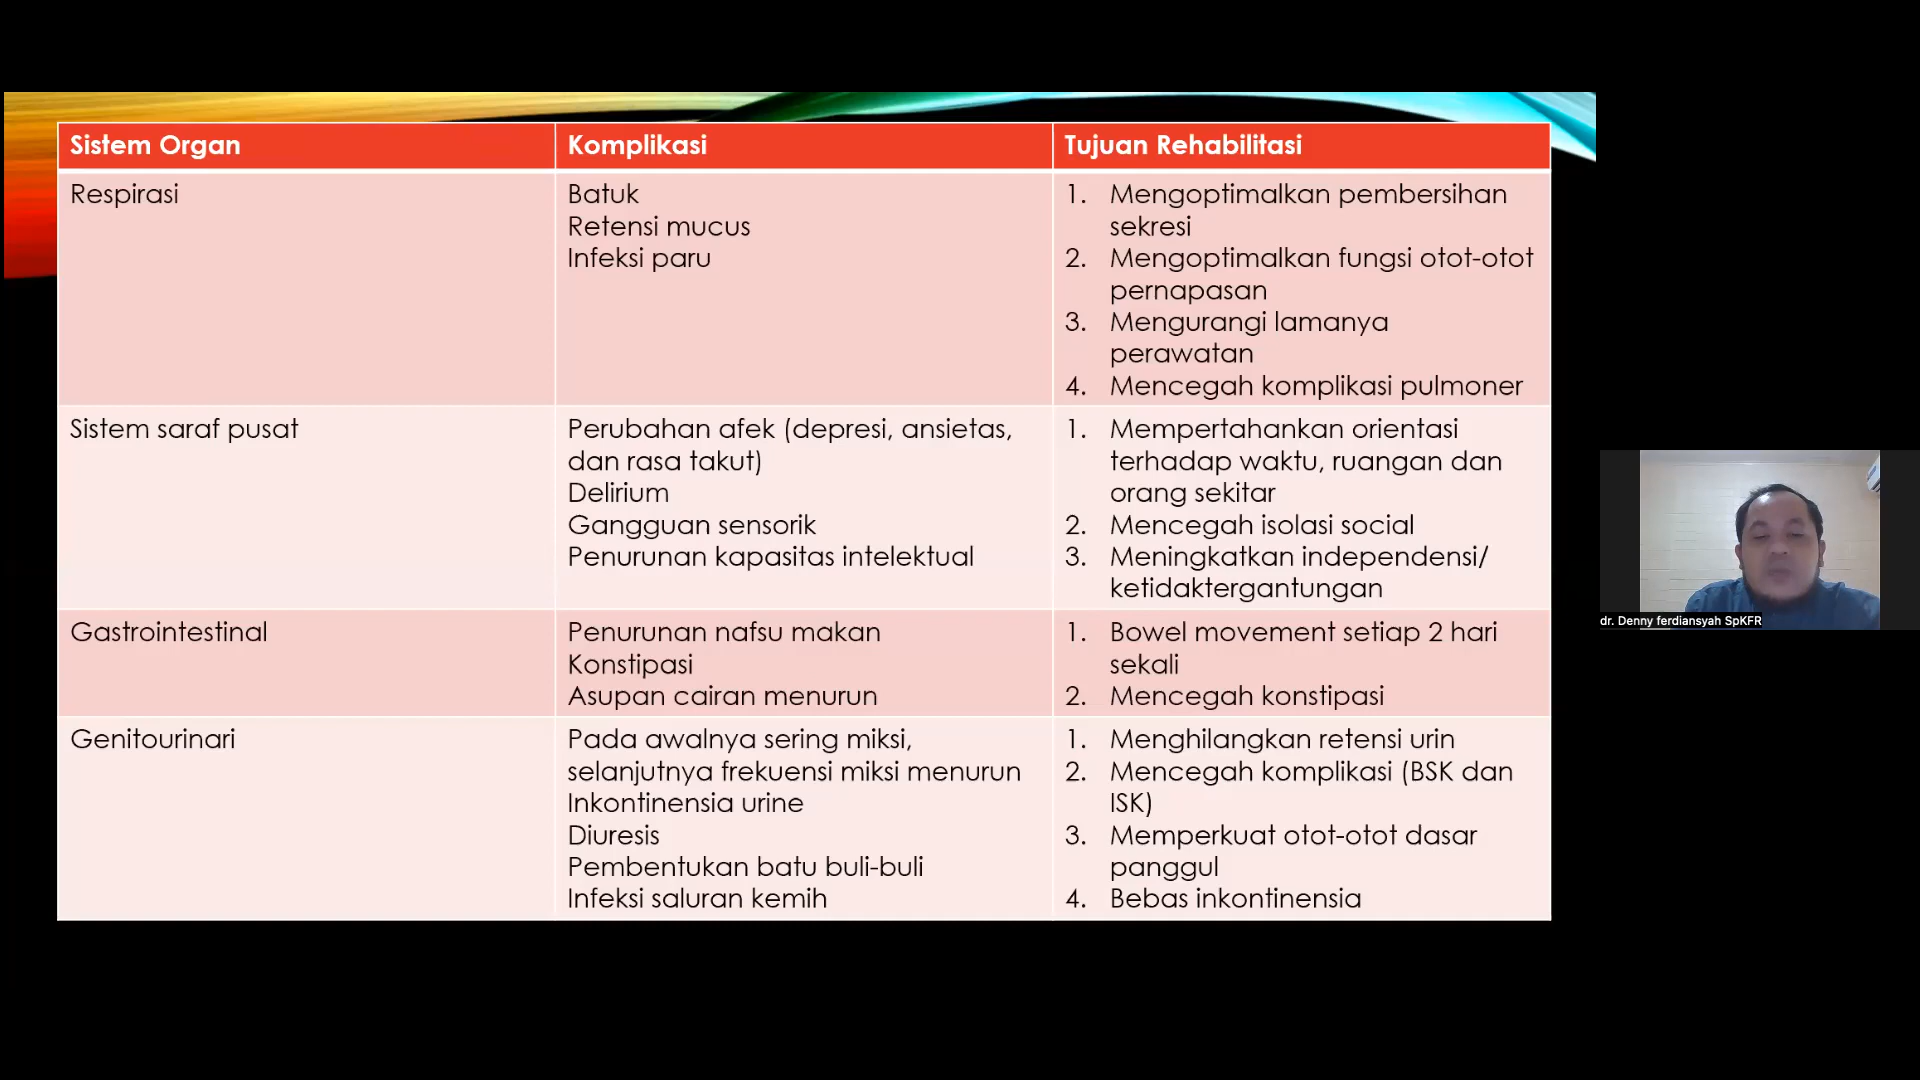 Sistem Organ
Komplikasi
Tujuan Rehabilitasi
Respirasi
Batuk
Retensi mucus
Infeksi paru
1. Mengoptimalkan pembersihan
sekresi
2. Mengoptimalkan fungsi otot-otot
pernapasan
3. Mengurangi lamanya
perawatan
4. Mencegah komplikasi pulmoner
Sistem saraf pusat
Perubahan afek (depresi, ansietas,
dan rasa takut)
Delirium
Gangguan sensorik
Penurunan kapasitas intelektual
1. Mempertahankan orientasi
terhadap waktu, ruangan dan
orang sekitar
2. Mencegah isolasi social
3. Meningkatkan independensi/
ketidaktergantungan
Gastrointestinal
Penurunan nafsu makan
Konstipasi
Asupan cairan menurun
1. Bowel movement setiap 2 hari
sekali
2. Mencegah konstipasi
Genitourinari
Pada awalnya sering miksi,
selanjutnya frekuensi miksi menurun
Inkontinensia urine
Diuresis
Pembentukan batu buli-buli
Infeksi saluran kemih
1. Menghilangkan retensi urin
2. Mencegah komplikasi (BSK dan
ISK)
3. Memperkuat otot-otot dasar
panggul
4. Bebas inkontinensia
dr. Denny ferdiansyah SpKFR